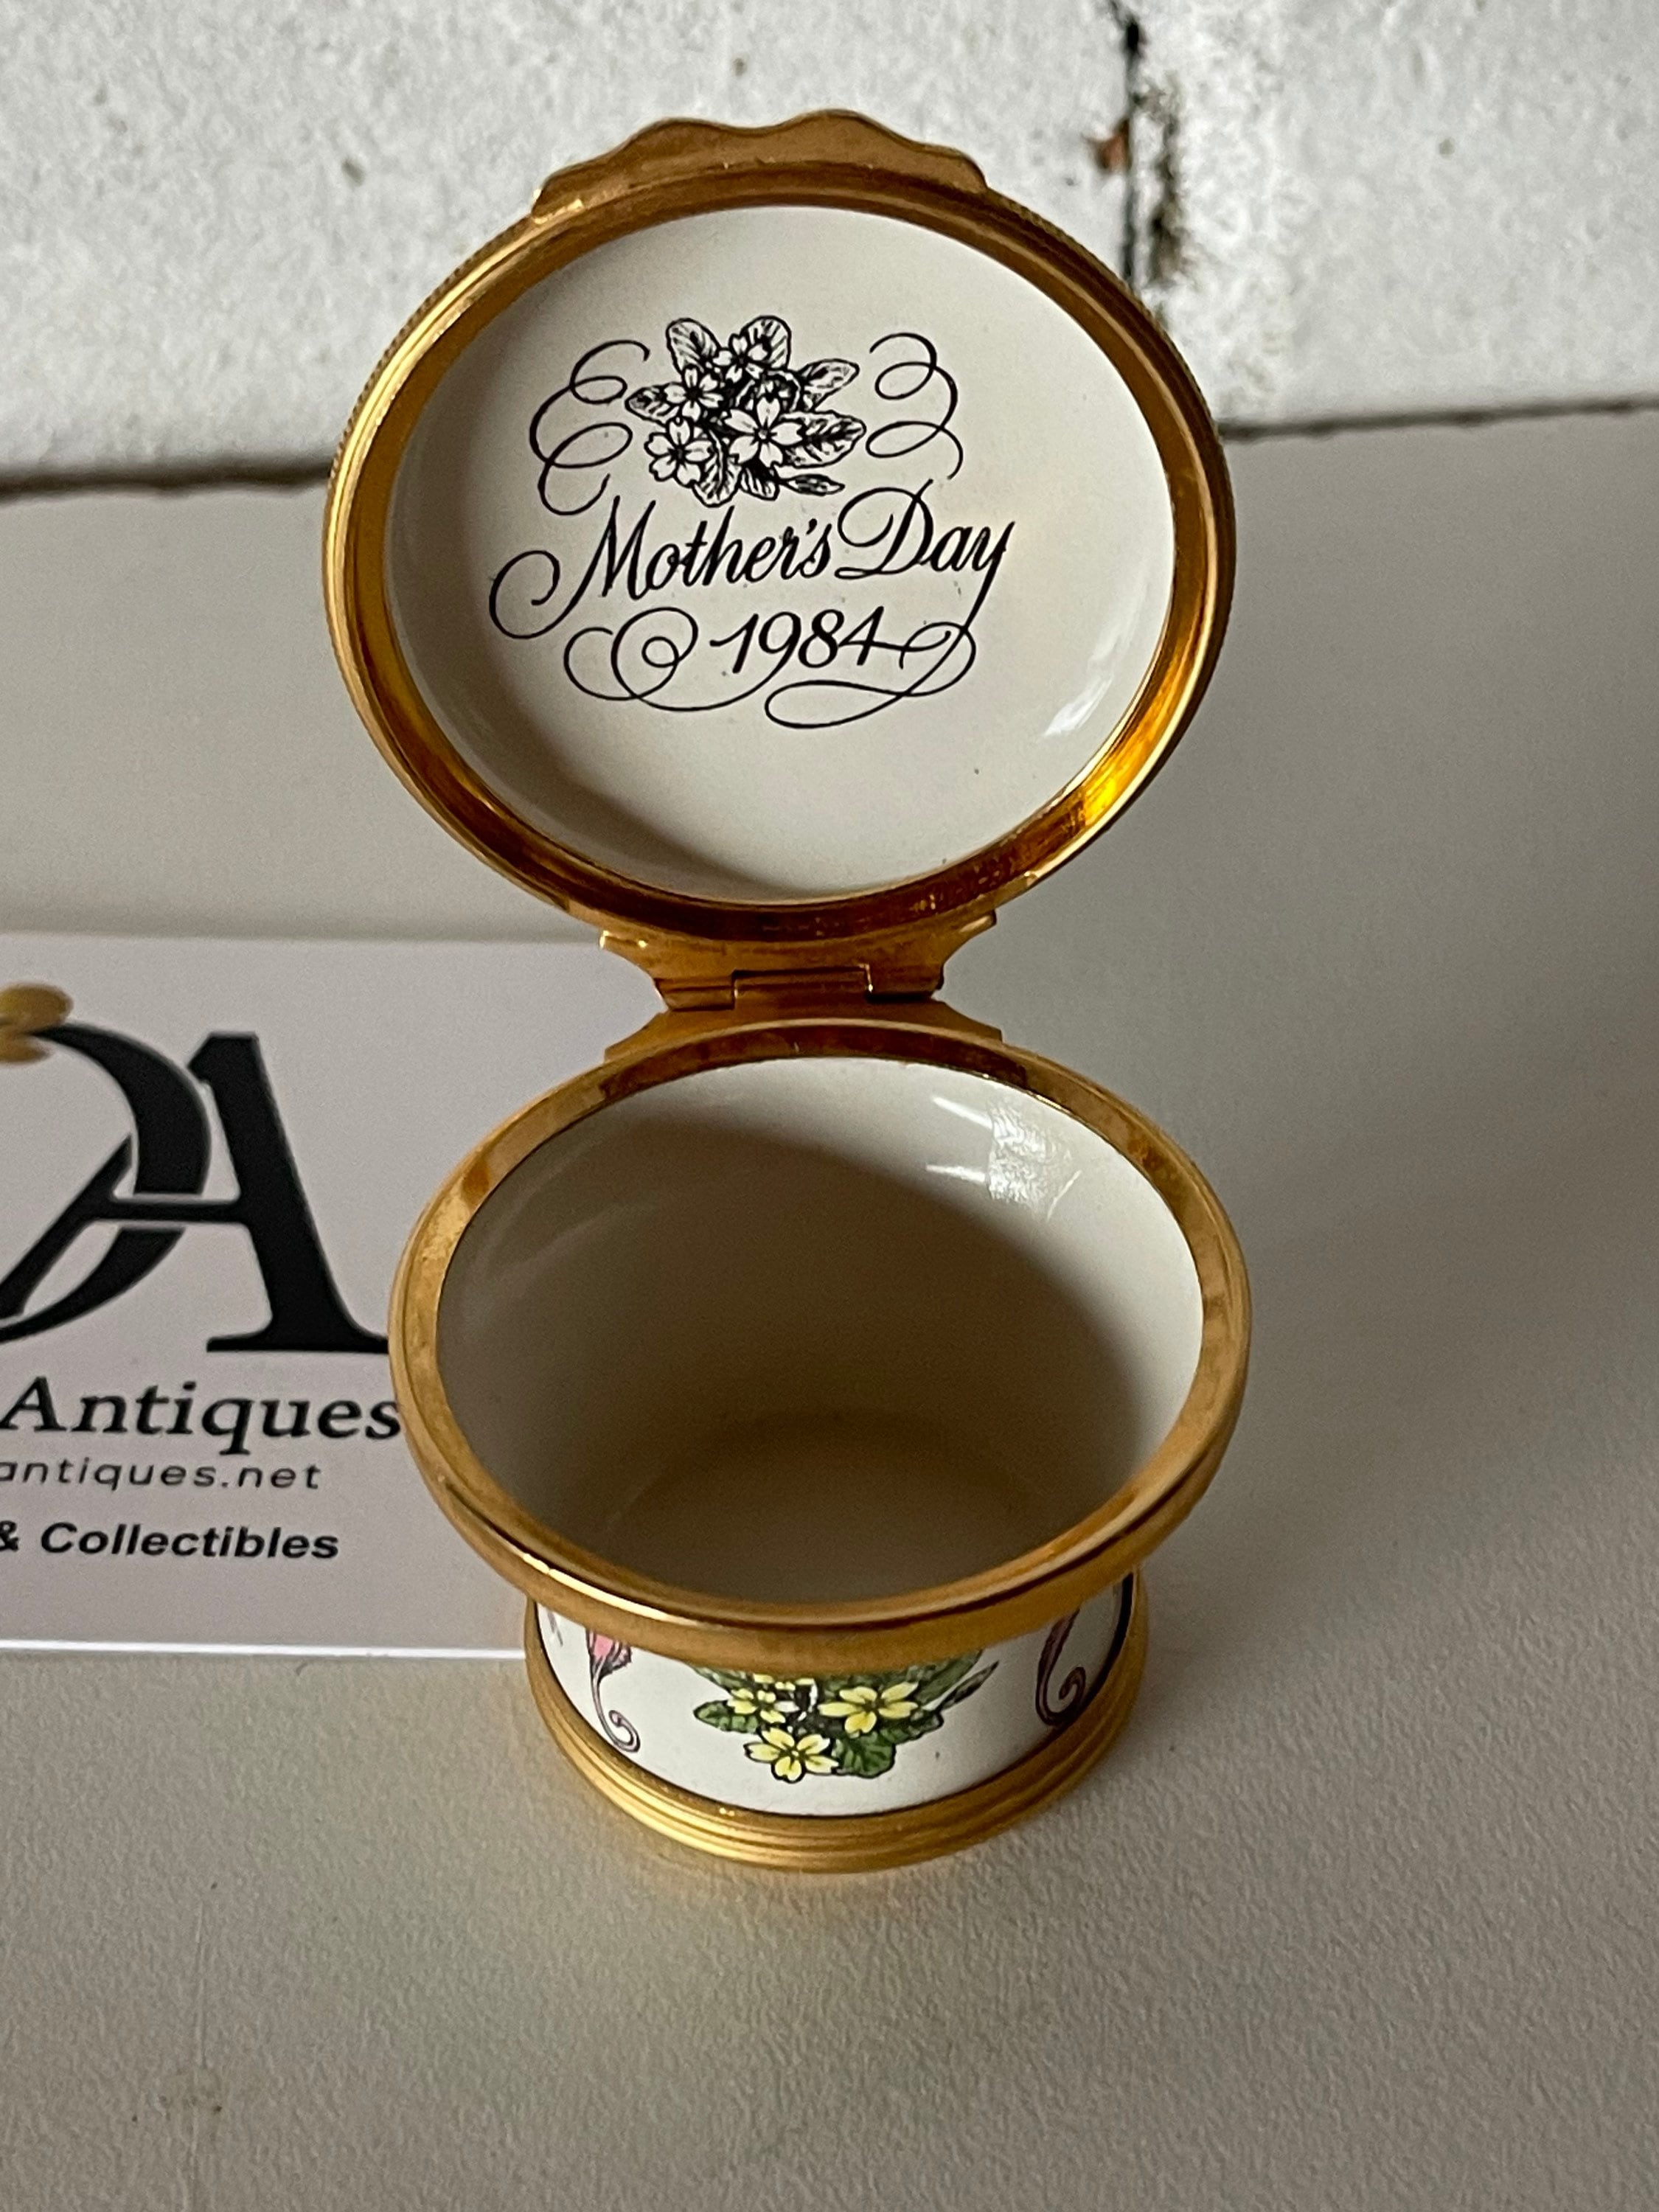 Mother's Day
1984
A
Antiques
antiques.net
& Collectibles